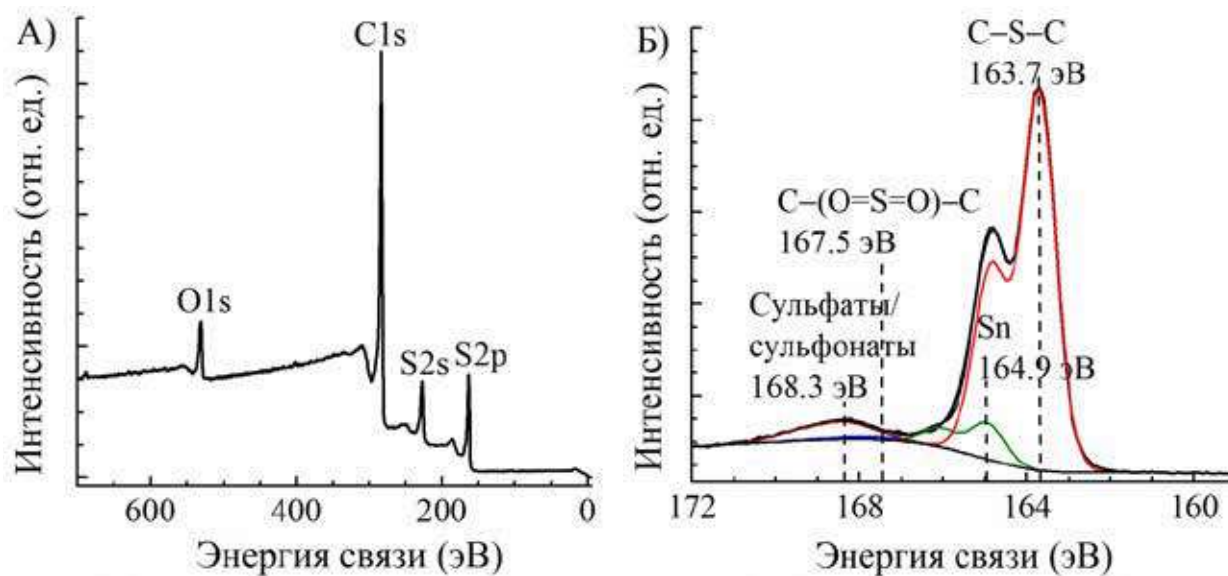 А)
Интенсивность (отн. ед.)
O1s
C1s
S2s
S2p
600
400
200
0
Энергия связи (эВ)
Б)
Интенсивность (отн. ед.)
C–S–C
163.7 эВ
C–(O=S=O)–C
167.5 эВ
Сульфаты/
сульфонаты
168.3 эВ
Sn
164.9 эВ
172
168
164
160
Энергия связи (эВ)